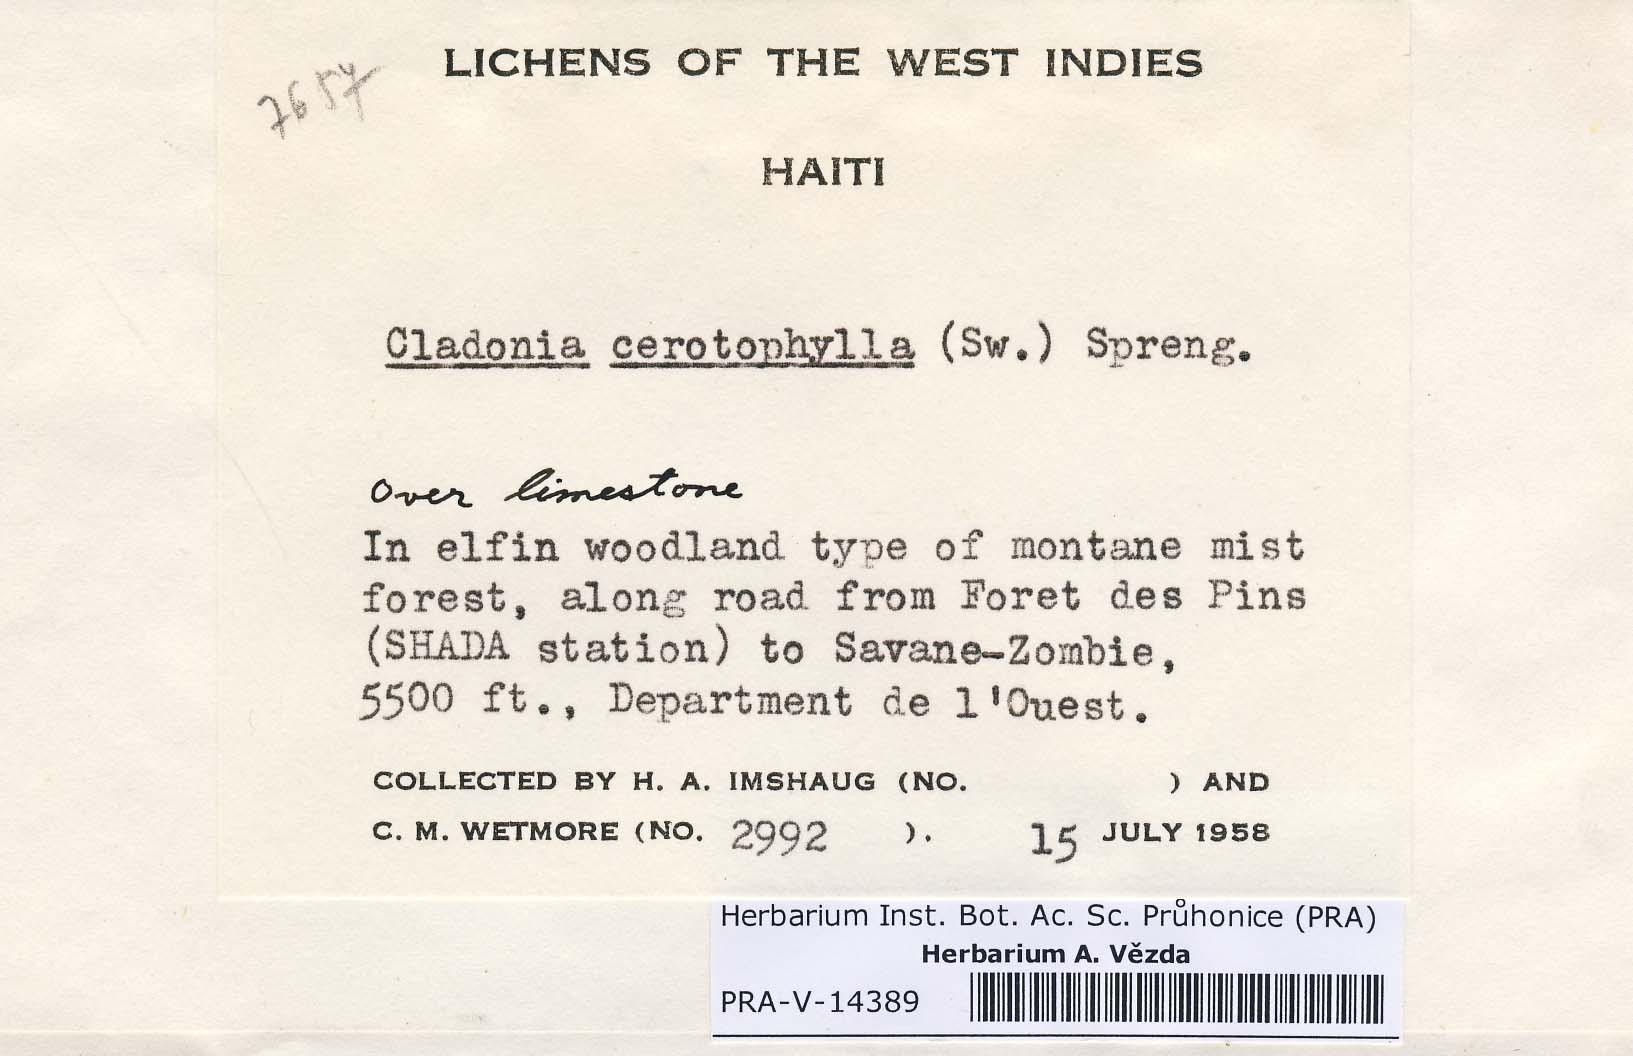 7657
LICHENS OF THE WEST INDIES
HAITI
Cladonia cerotophylla (Sw.) Spreng.
Over limestone
In elfin woodland type of montane mist
forest, along road from Foret des Pins
(SHADA station) to Savane-Zombie,
5500 ft., Department de l'Ouest.
COLLECTED BY H. A. IMSHAUG (NO. ) AND
C. M. WETMORE (NO. 2992 ). 15 JULY 1958
Herbarium Inst. Bot. Ac. Sc. Průhonice (PRA)
Herbarium A. Vězda
PRA-V-14389